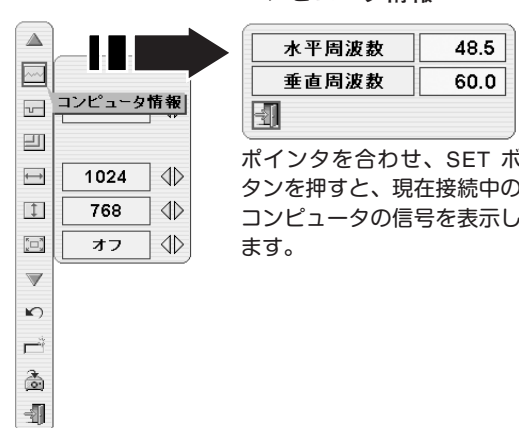 コンピュータ情報
1024
768
オフ
水平周波数 48.5
垂直周波数 60.0
ポインタを合わせ、SET ボ
タンを押すと、現在接続中の
コンピュータの信号を表示し
ます。